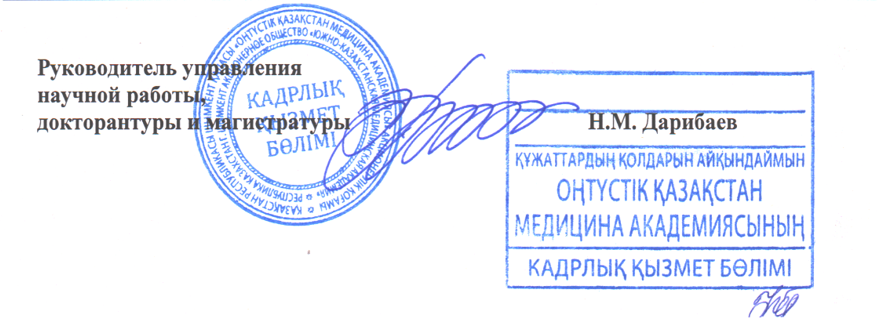 Руководитель управления
научной работы,
докторантуры и магистратуры
Н.М. Дарибаев
КАДРЛЫҚ
ҚЫЗМЕТ
БӨЛІМІ
ҚҰЖАТТАРДЫҢ ҚОЛДАРЫН АЙҚЫНДАЙМЫН
ОҢТҮСТІК ҚАЗАҚСТАН
МЕДИЦИНА АКАДЕМИЯСЫНЫҢ
КАДРЛЫҚ ҚЫЗМЕТ БӨЛІМІ